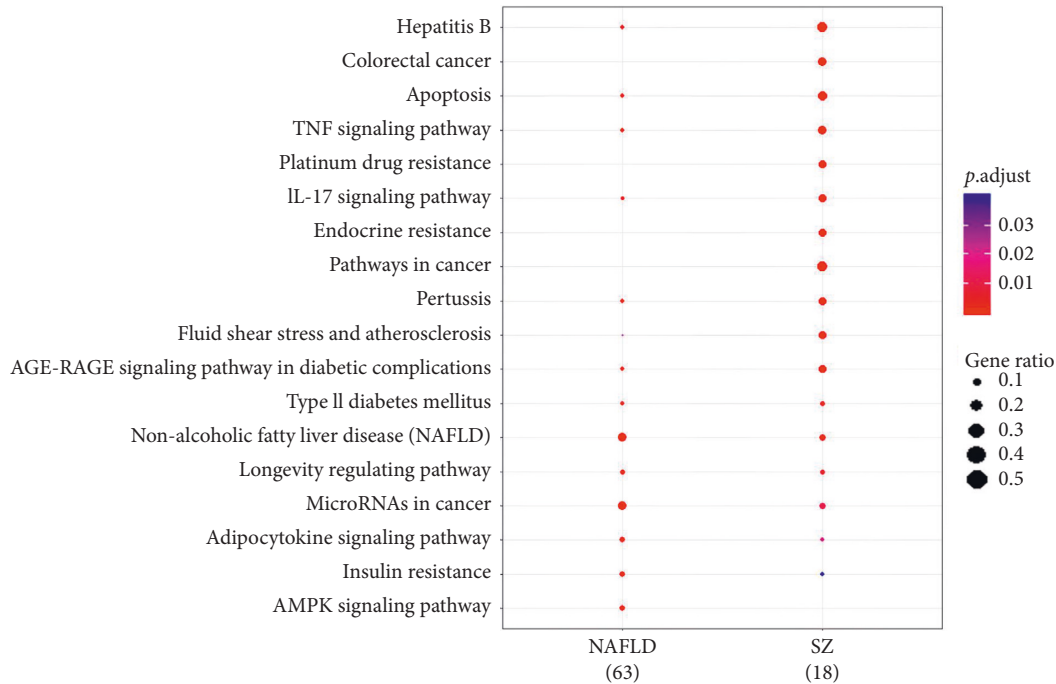 Hepatitis B
Colorectal cancer
Apoptosis
TNF signaling pathway
Platinum drug resistance
lL-17 signaling pathway
Endocrine resistance
Pathways in cancer
Pertussis
Fluid shear stress and atherosclerosis
AGE-RAGE signaling pathway in diabetic complications
Type ll diabetes mellitus
Non-alcoholic fatty liver disease (NAFLD)
Longevity regulating pathway
MicroRNAs in cancer
Adipocytokine signaling pathway
Insulin resistance
AMPK signaling pathway
NAFLD
(63)
SZ
(18)
p.adjust
0.03
0.02
0.01
Gene ratio
0.1
0.2
0.3
0.4
0.5